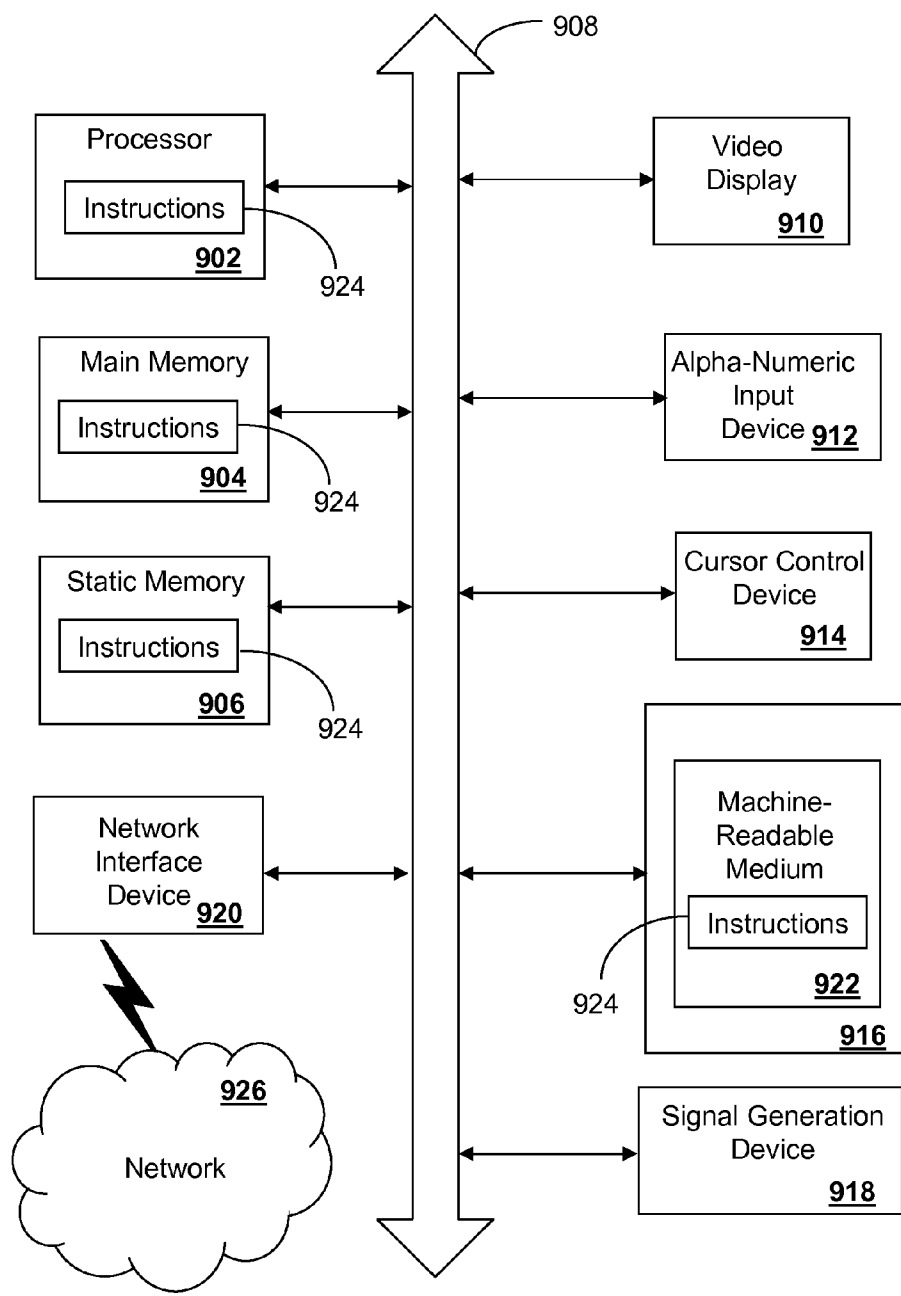 908
Processor
Instructions
902
924
Main Memory
Instructions
904
924
Static Memory
Instructions
906
924
Network
Interface
Device
920
926
Network
Video
Display
910
Alpha-Numeric
Input
Device
912
Cursor Control
Device
914
Machine-
Readable
Medium
Instructions
924
922
916
Signal Generation
Device
918